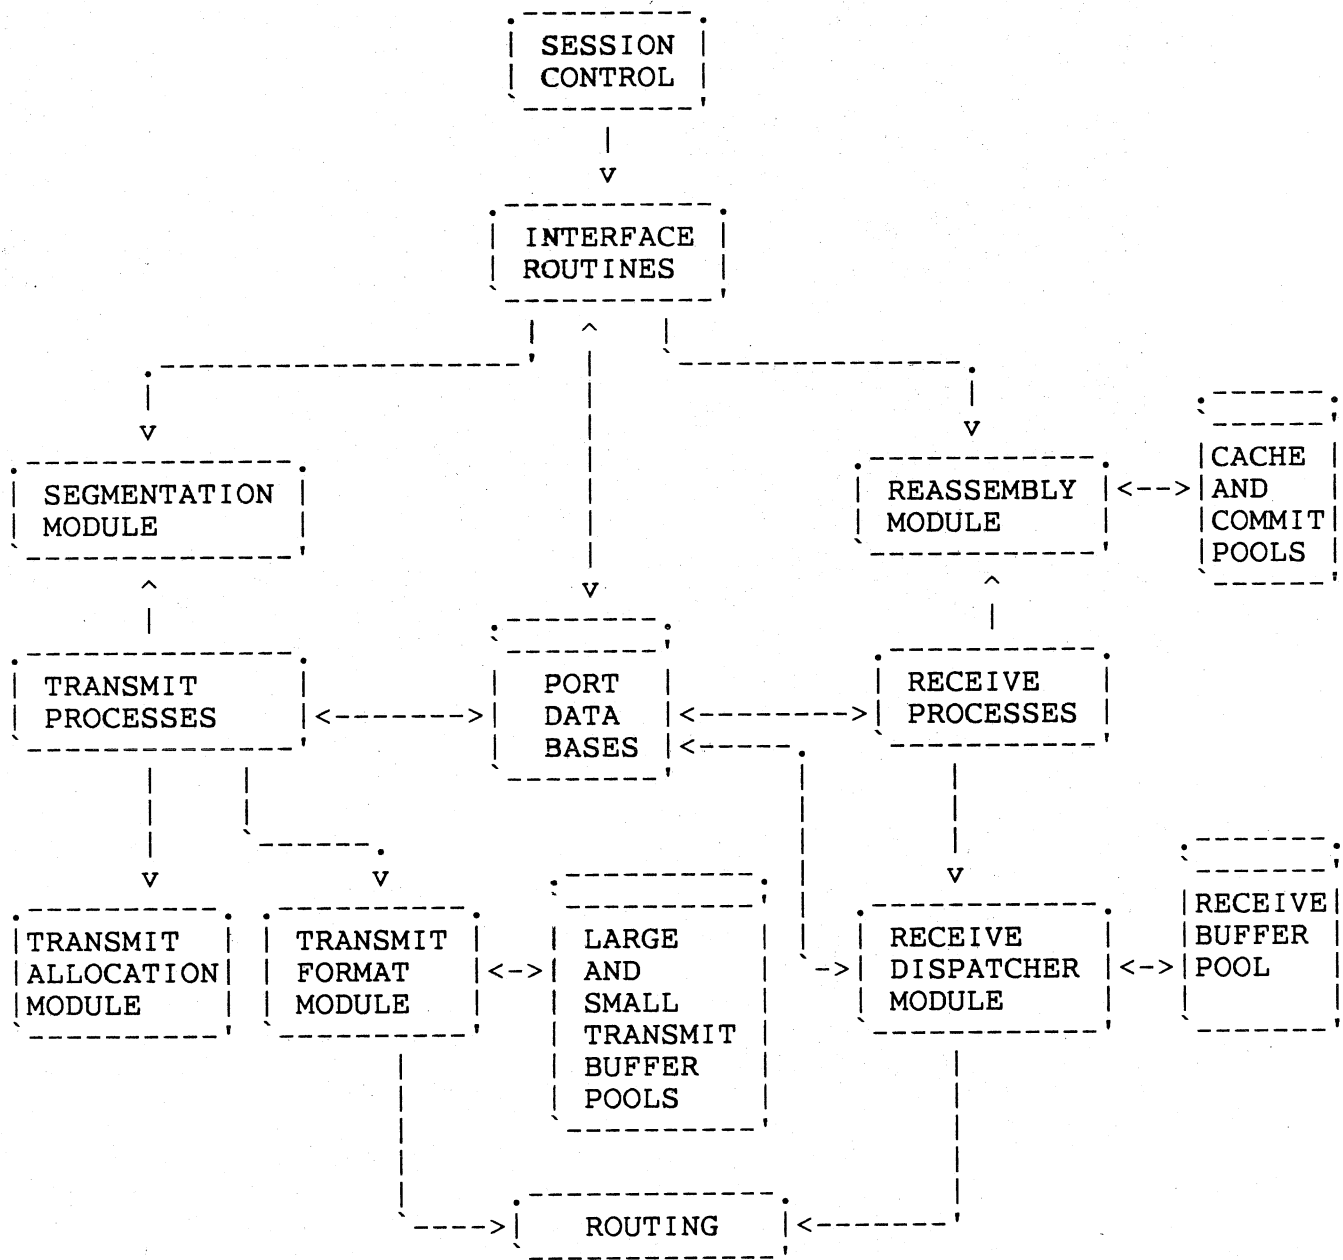 SESSION
CONTROL
INTERFACE
ROUTINES
SEGMENTATION
MODULE
REASSEMBLY
MODULE
CACHE
AND
COMMIT
POOLS
TRANSMIT
PROCESSES
PORT
DATA
BASES
RECEIVE
PROCESSES
TRANSMIT
ALLOCATION
MODULE
TRANSMIT
FORMAT
MODULE
LARGE
AND
SMALL
TRANSMIT
BUFFER
POOLS
RECEIVE
DISPATCHER
MODULE
RECEIVE
BUFFER
POOL
ROUTING